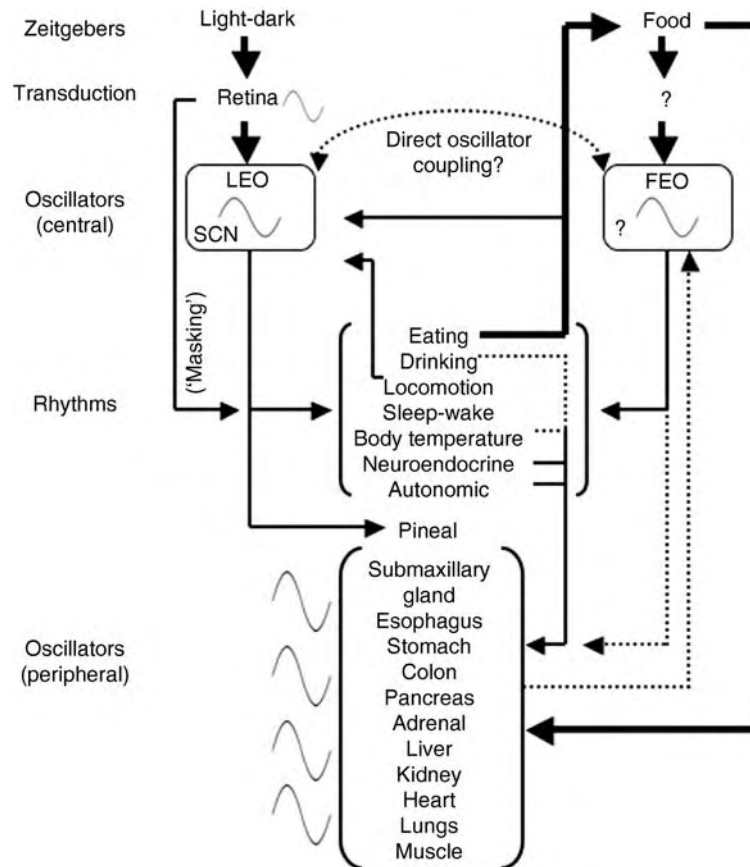 Zeitgebers
Light-dark
Food
Transduction
Retina
?
Direct oscillator
coupling?
Oscillators
(central)
LEO
SCN
FEO
?
('Masking')
Rhythms
Eating
Drinking
Locomotion
Sleep-wake
Body temperature
Neuroendocrine
Autonomic
Pineal
Oscillators
(peripheral)
Submaxillary
gland
Esophagus
Stomach
Colon
Pancreas
Adrenal
Liver
Kidney
Heart
Lungs
Muscle